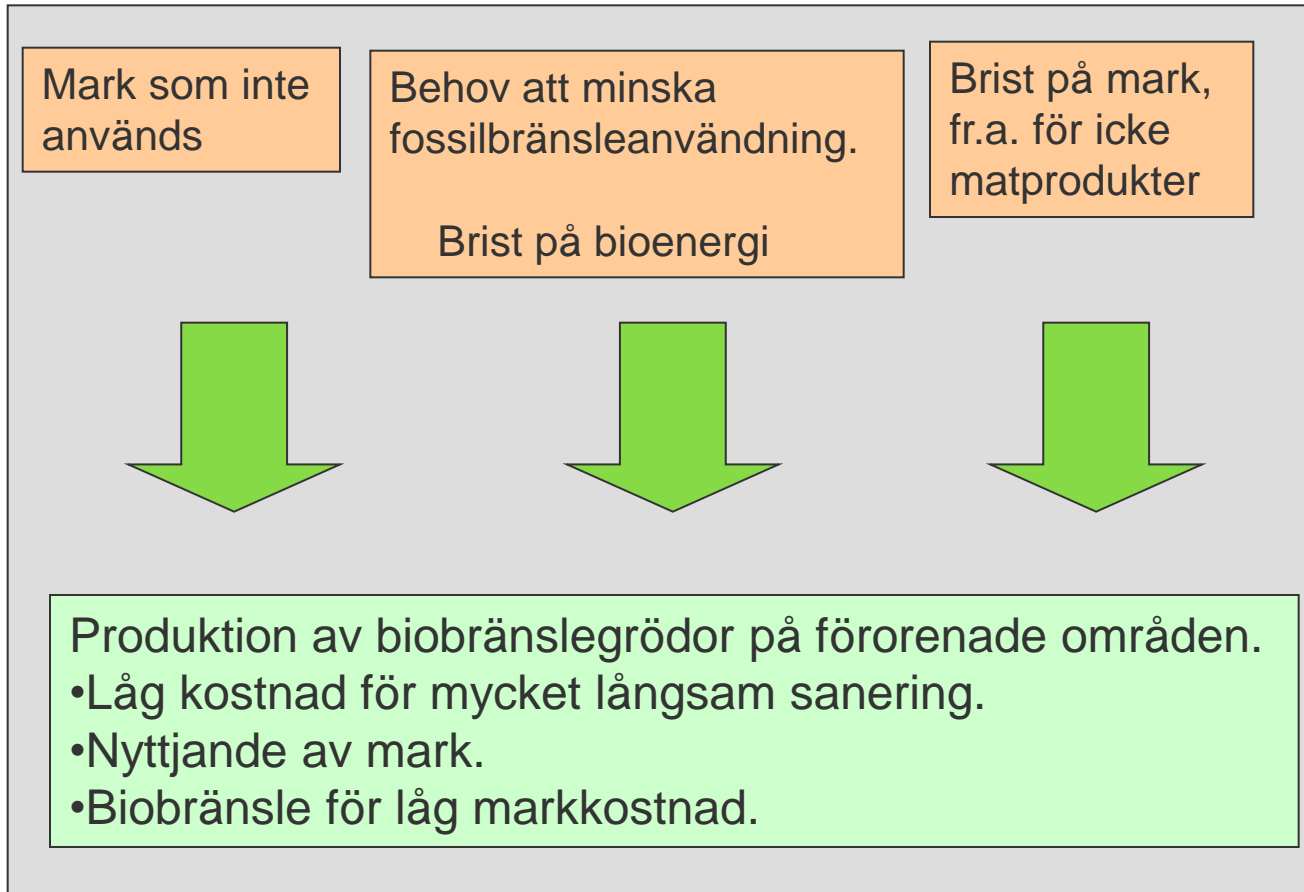 Mark som inte
används
Behov att minska
fossilbränsleanvändning.
Brist på bioenergi
Brist på mark,
fr.a. för icke
matprodukter
Produktion av biobränslegrödor på förorenade områden.
•Låg kostnad för mycket långsam sanering.
•Nyttjande av mark.
•Biobränsle för låg markkostnad.